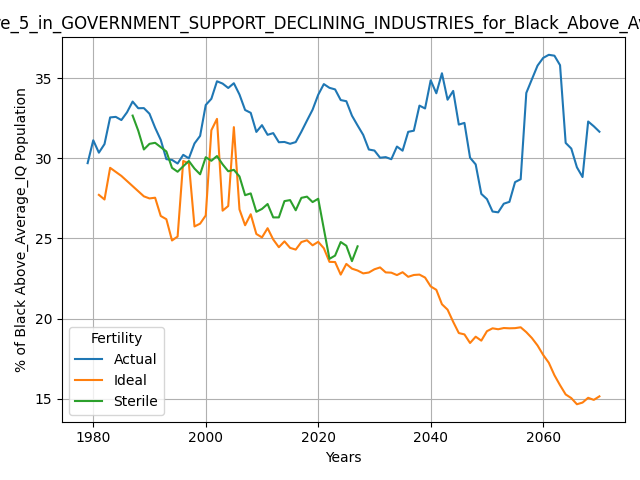 re_5_in_GOVERNMENT_SUPPORT_DECLINING_INDUSTRIES_for_Black_Above_Av
% of Black Above_Average_IQ Population
35
30
25
20
15
Fertility
Actual
Ideal
Sterile
1980
2000
2020
2040
2060
Years